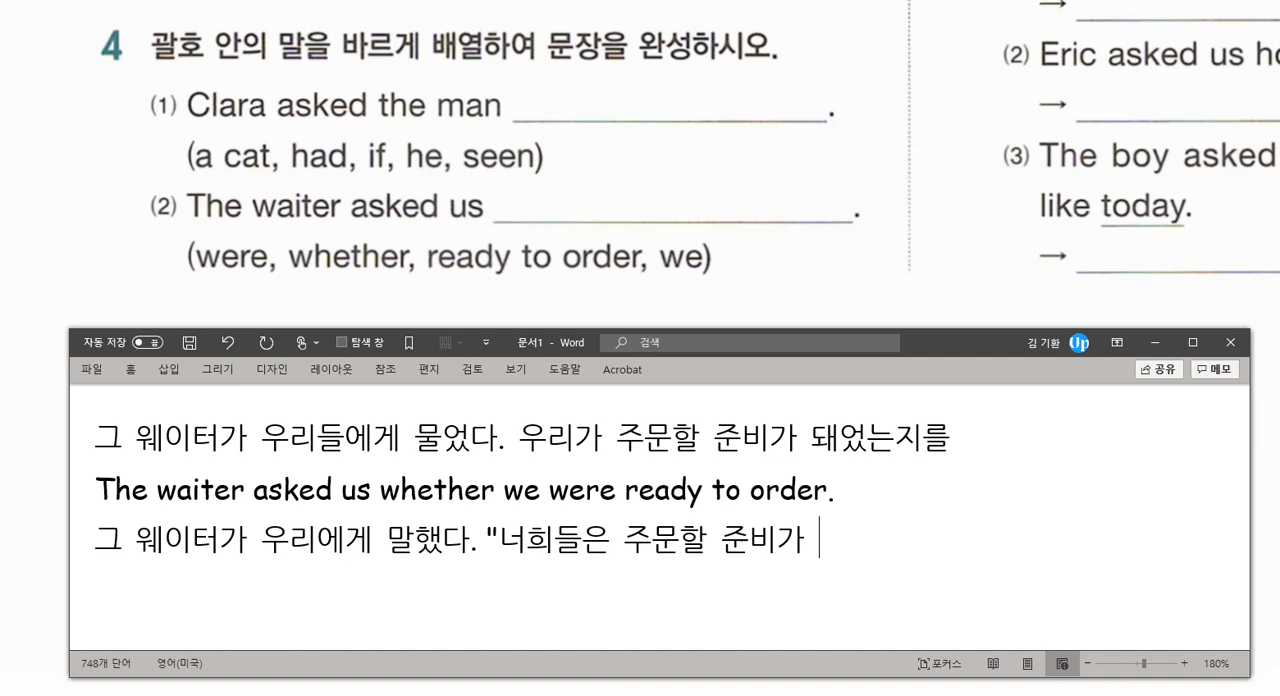 4 괄호 안의 말을 바르게 배열하여 문장을 완성하시오.
(1) Clara asked the man ____________.
(a cat, had, if, he, seen)
(2) The waiter asked us ____________.
(were, whether, ready to order, we)
→
(2) Eric asked us
→
(3) The boy asked
like today.
→
자동 저장 끔 탐색 창 문서1 - Word 검색 김 기환 Up
파일 홈 삽입 그리기 디자인 레이아웃 참조 편지 검토 보기 도움말 Acrobat 공유 메모
그 웨이터가 우리들에게 물었다. 우리가 주문할 준비가 돼었는지를
The waiter asked us whether we were ready to order.
그 웨이터가 우리에게 말했다. "너희들은 주문할 준비가
748개 단어 영어(미국) 포커스 180%